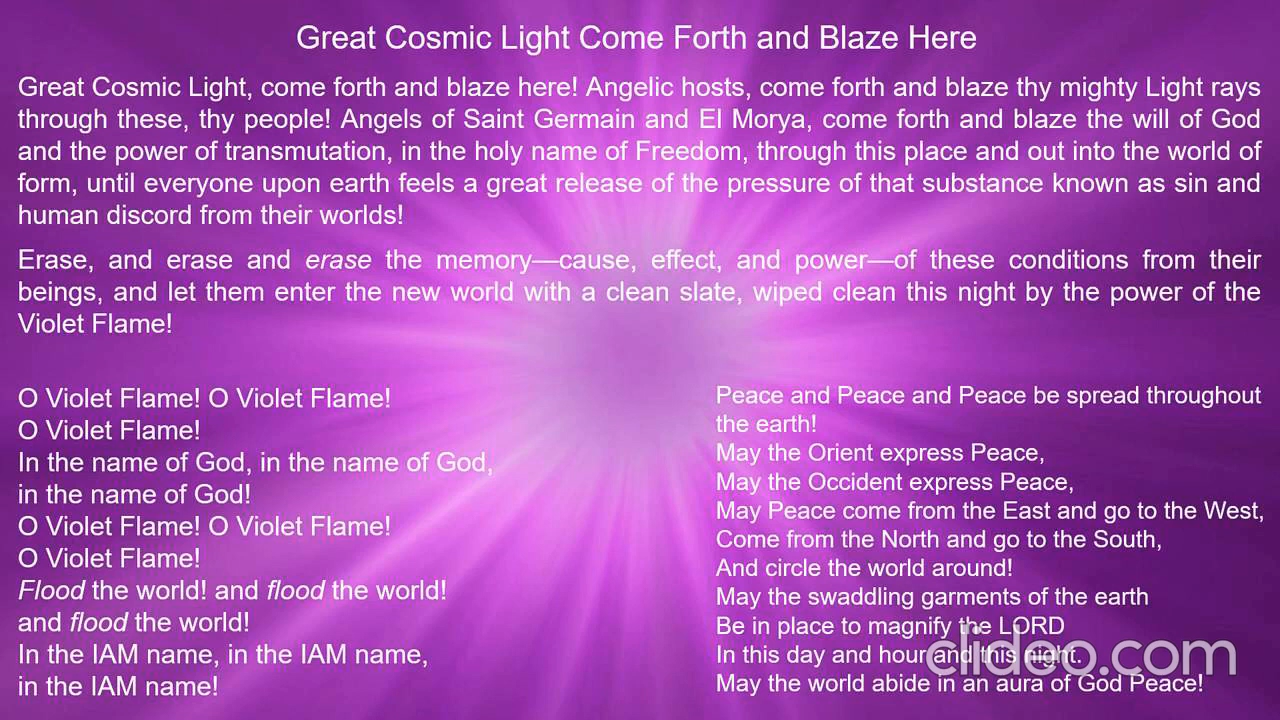 Great Cosmic Light Come Forth and Blaze Here
Great Cosmic Light, come forth and blaze here! Angelic hosts, come forth and blaze thy mighty Light rays
through these, thy people! Angels of Saint Germain and El Morya, come forth and blaze the will of God
and the power of transmutation, in the holy name of Freedom, through this place and out into the world of
form, until everyone upon earth feels a great release of the pressure of that substance known as sin and
human discord from their worlds!
Erase, and erase and erase the memory—cause, effect, and power—of these conditions from their
beings, and let them enter the new world with a clean slate, wiped clean this night by the power of the
Violet Flame!
O Violet Flame! O Violet Flame!
O Violet Flame!
In the name of God, in the name of God,
in the name of God!
O Violet Flame! O Violet Flame!
O Violet Flame!
Flood the world! and flood the world!
and flood the world!
In the IAM name, in the IAM name,
in the IAM name!
Peace and Peace and Peace be spread throughout
the earth!
May the Orient express Peace,
May the Occident express Peace,
May Peace come from the East and go to the West,
Come from the North and go to the South,
And circle the world around!
May the swaddling garments of the earth
Be in place to magnify the LORD
In this day and hour and this night.
May the world abide in an aura of God Peace!
clideo.com